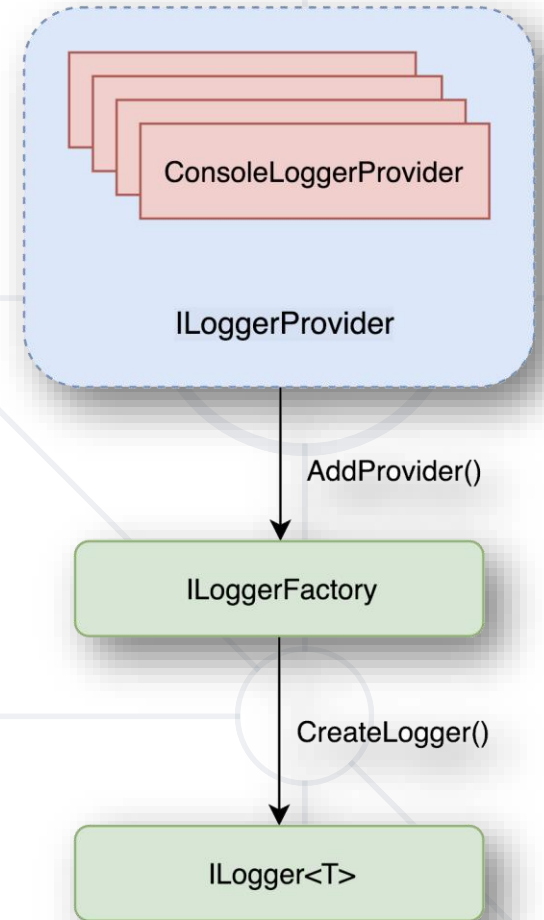 ConsoleLoggerProvider
ILoggerProvider
AddProvider()
ILoggerFactory
CreateLogger()
ILogger<T>